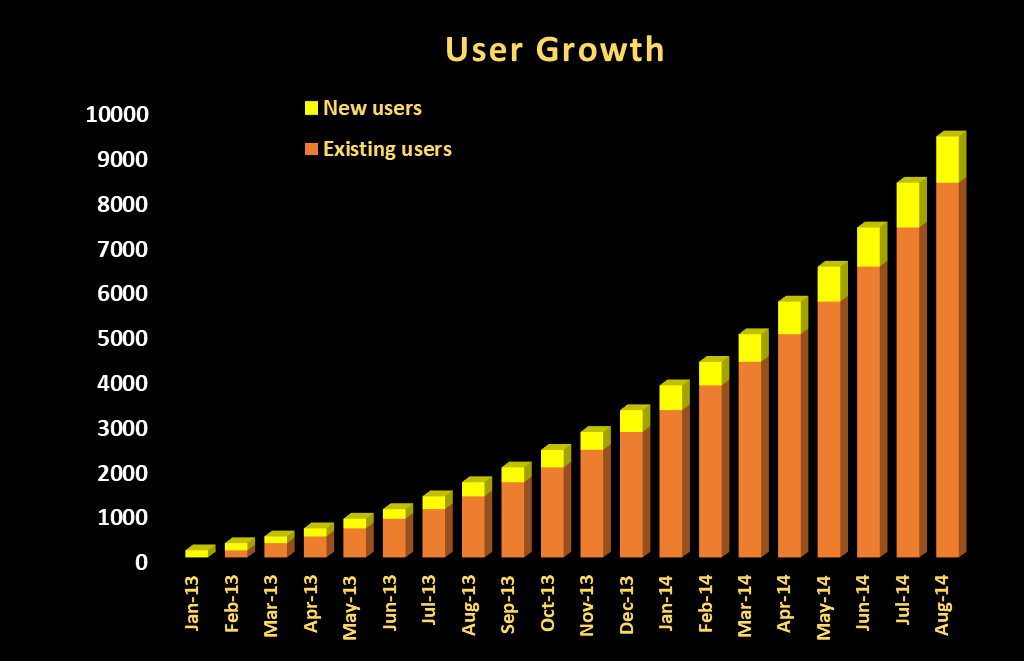 User Growth
New users
Existing users
10000
9000
8000
7000
6000
5000
4000
3000
2000
1000
0
Jan-13
Feb-13
Mar-13
Apr-13
May-13
Jun-13
Jul-13
Aug-13
Sep-13
Oct-13
Nov-13
Dec-13
Jan-14
Feb-14
Mar-14
Apr-14
May-14
Jun-14
Jul-14
Aug-14